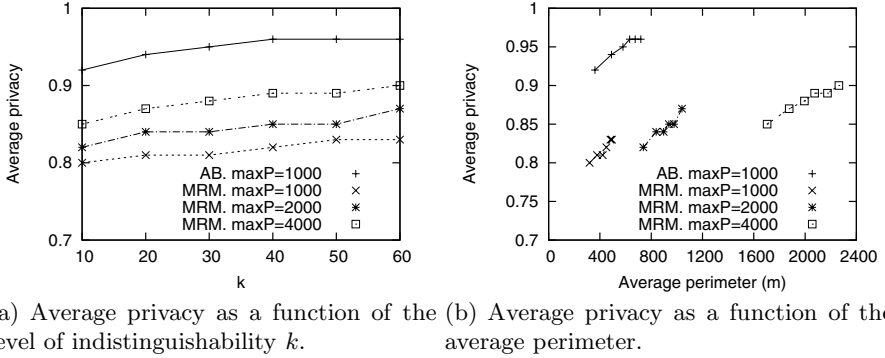 1
0.9
0.8
0.7
10
20
30
40
50
60
Average privacy
k
AB. maxP=1000
MRM. maxP=1000
MRM. maxP=2000
MRM. maxP=4000
1
0.95
0.9
0.85
0.8
0.75
0.7
0
400
800
1200
1600
2000
2400
Average privacy
Average perimeter (m)
AB. maxP=1000
MRM. maxP=1000
MRM. maxP=2000
MRM. maxP=4000
a) Average privacy as a function of the
evel of indistinguishability k.
(b) Average privacy as a function of the
average perimeter.